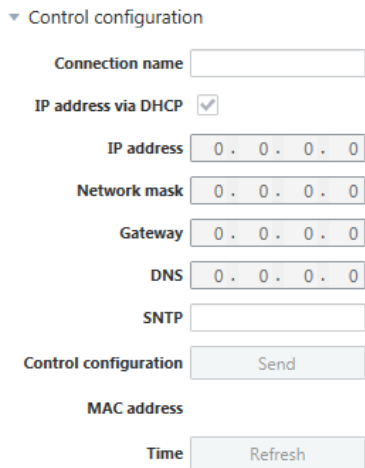 Control configuration
Connection name
IP address via DHCP
IP address 0. 0. 0. 0
Network mask 0. 0. 0. 0
Gateway 0. 0. 0. 0
DNS 0. 0. 0. 0
SNTP
Control configuration Send
MAC address
Time Refresh